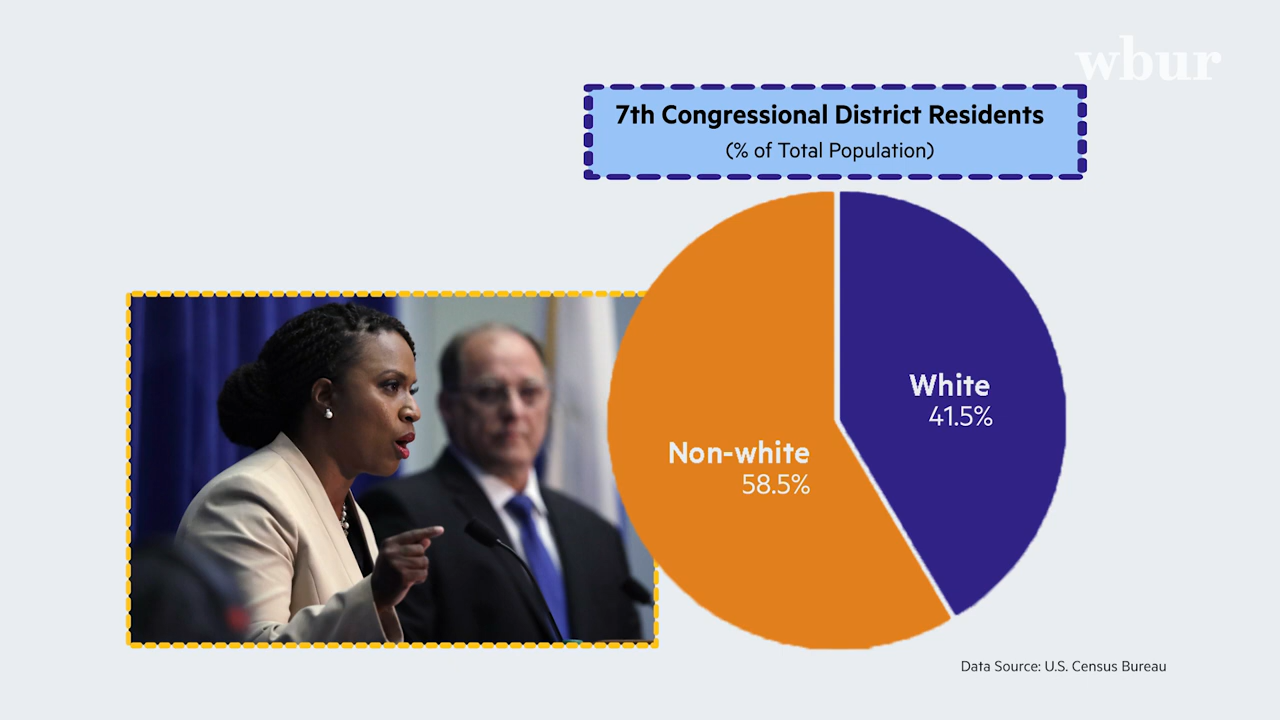 wbur
7th Congressional District Residents
(% of Total Population)
White
41.5%
Non-white
58.5%
Data Source: U.S. Census Bureau